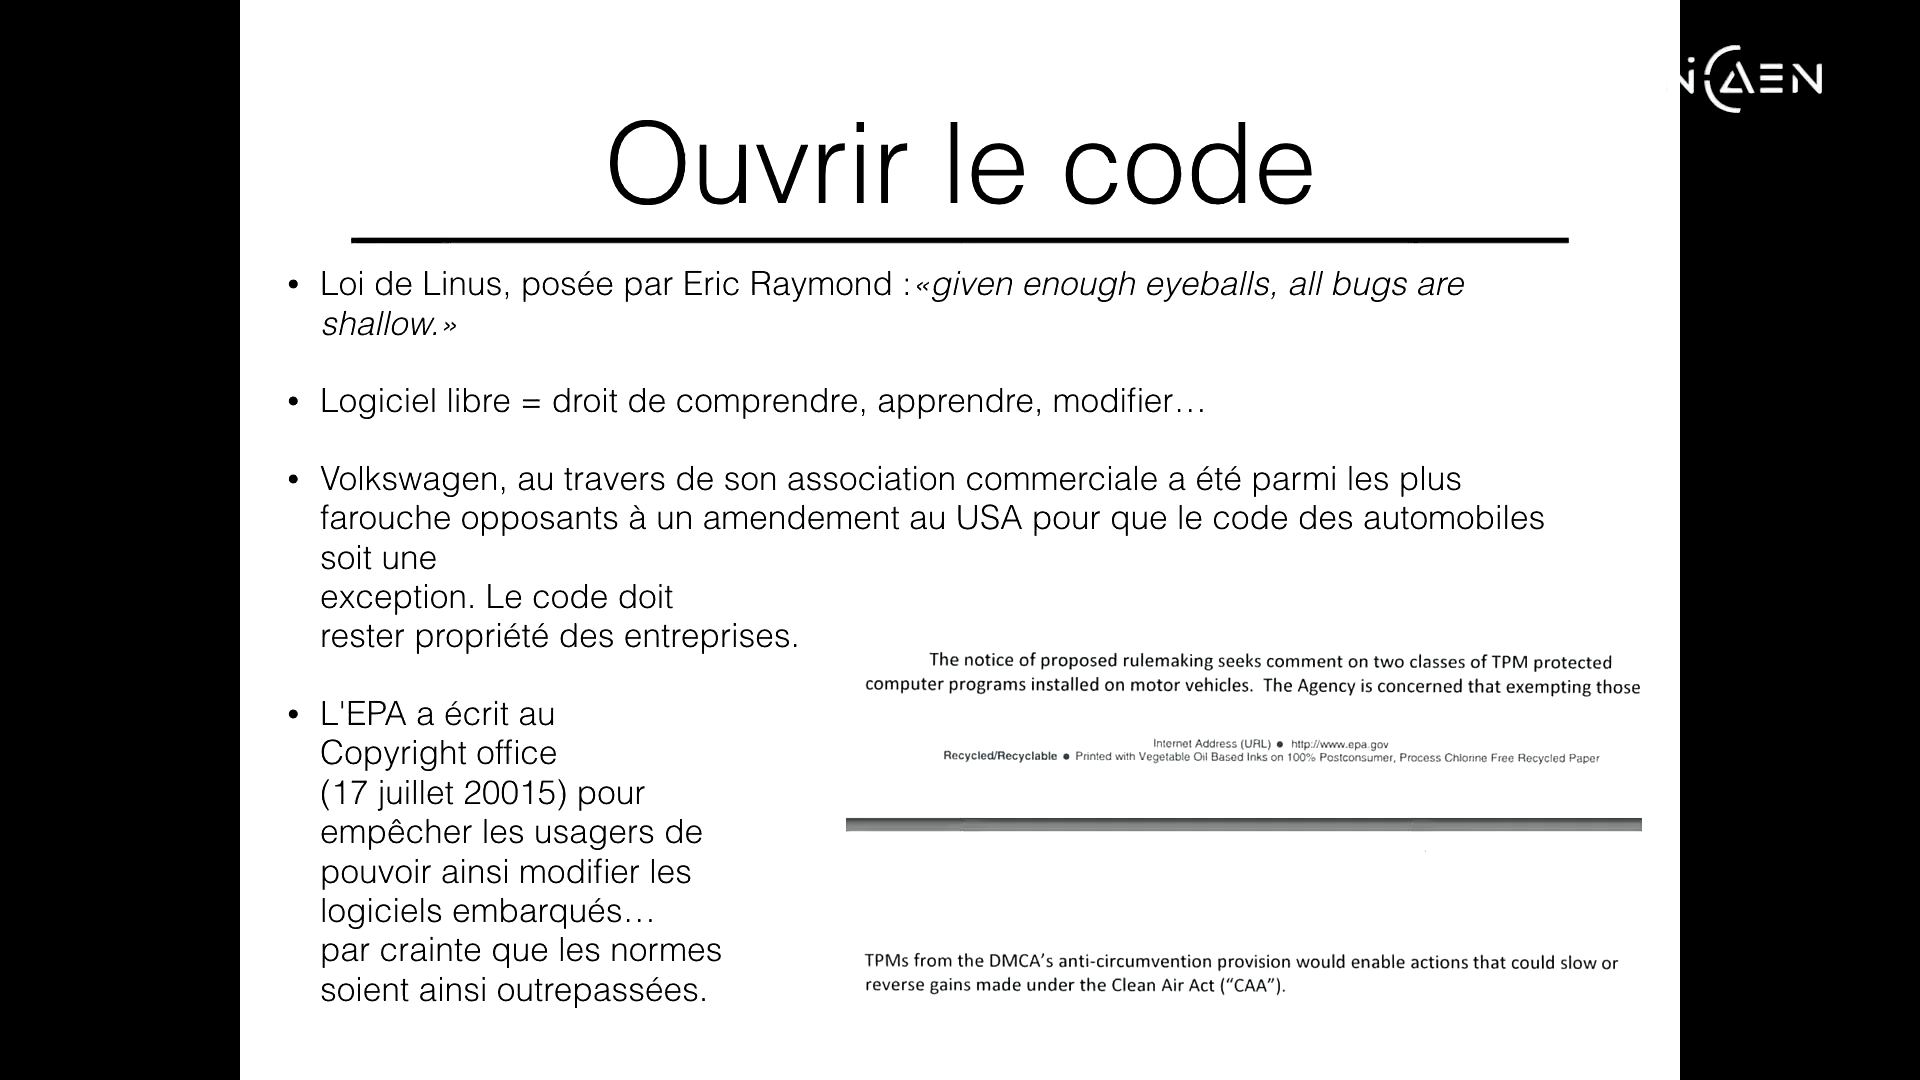 NCAEN
Ouvrir le code
• Loi de Linus, posée par Eric Raymond :«given enough eyeballs, all bugs are
shallow.»
• Logiciel libre = droit de comprendre, apprendre, modifier…
• Volkswagen, au travers de son association commerciale a été parmi les plus
farouche opposants à un amendement au USA pour que le code des automobiles
soit une
exception. Le code doit
rester propriété des entreprises.
• L'EPA a écrit au
Copyright office
(17 juillet 20015) pour
empêcher les usagers de
pouvoir ainsi modifier les
logiciels embarqués…
par crainte que les normes
soient ainsi outrepassées.
The notice of proposed rulemaking seeks comment on two classes of TPM protected
computer programs installed on motor vehicles. The Agency is concerned that exempting those
Internet Address (URL) ● http://www.epa.gov
Recycled/Recyclable ● Printed with Vegetable Oil Based Inks on 100% Postconsumer, Process Chlorine Free Recycled Paper
TPMs from the DMCA’s anti-circumvention provision would enable actions that could slow or
reverse gains made under the Clean Air Act (“CAA”).